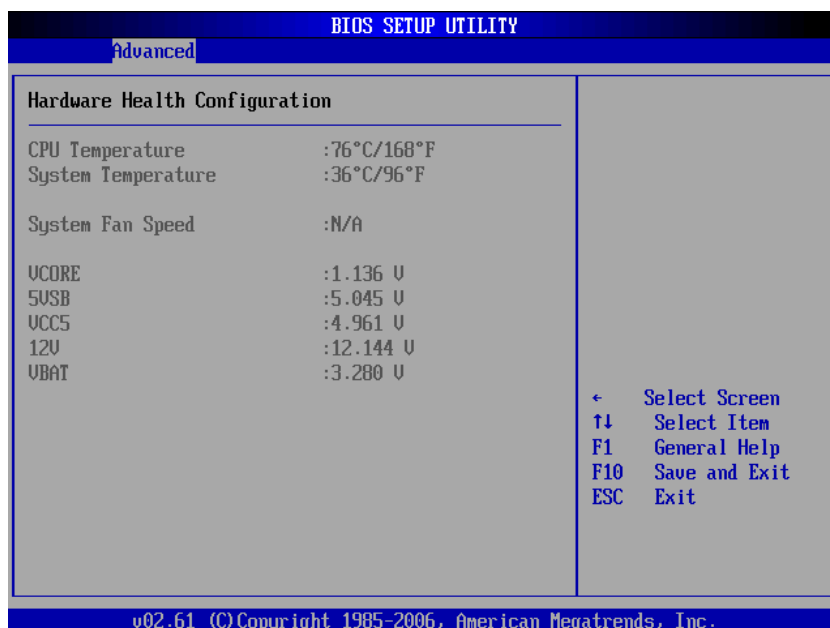 BIOS SETUP UTILITY
Advanced
Hardware Health Configuration
CPU Temperature :76°C/168°F
System Temperature :36°C/96°F
System Fan Speed :N/A
VCORE :1.136 V
5VSB :5.045 V
VCC5 :4.961 V
12V :12.144 V
VBAT :3.280 V
← Select Screen
↑↓ Select Item
F1 General Help
F10 Save and Exit
ESC Exit
v02.61 (C)Copyright 1985-2006, American Megatrends, Inc.